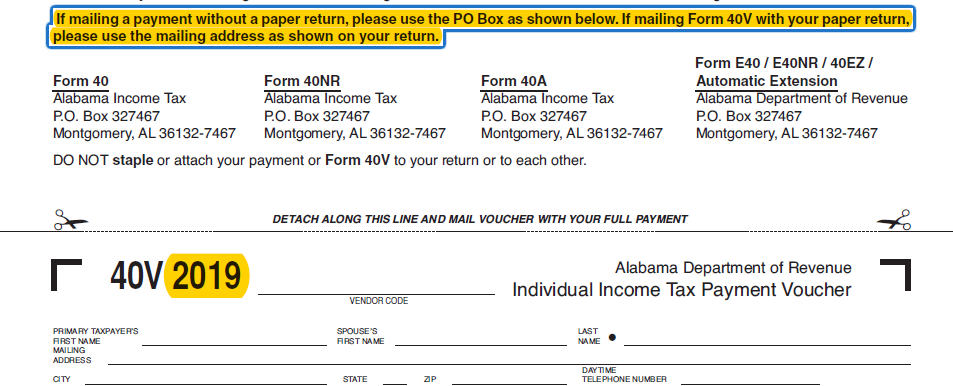 If mailing a payment without a paper return, please use the PO Box as shown below. If mailing Form 40V with your paper return,
please use the mailing address as shown on your return.
Form 40
Alabama Income Tax
P.O. Box 327467
Montgomery, AL 36132-7467
Form 40NR
Alabama Income Tax
P.O. Box 327467
Montgomery, AL 36132-7467
Form 40A
Alabama Income Tax
P.O. Box 327467
Montgomery, AL 36132-7467
Form E40 / E40NR / 40EZ /
Automatic Extension
Alabama Department of Revenue
P.O. Box 327467
Montgomery, AL 36132-7467
DO NOT staple or attach your payment or Form 40V to your return or to each other.
DETACH ALONG THIS LINE AND MAIL VOUCHER WITH YOUR FULL PAYMENT
40V 2019
VENDOR CODE
Alabama Department of Revenue
Individual Income Tax Payment Voucher
PRIMARY TAXPAYER'S
FIRST NAME
SPOUSE'S
FIRST NAME
LAST
NAME •
MAILING
ADDRESS
CITY
STATE
ZIP
DAYTIME
TELEPHONE NUMBER